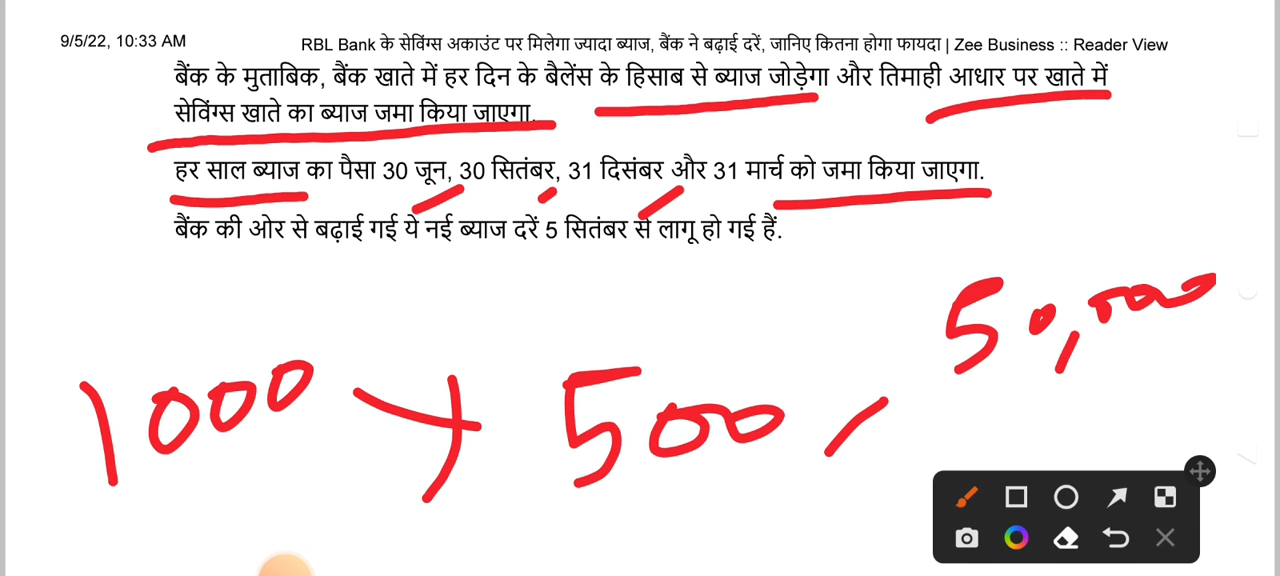 9/5/22, 10:33 AM RBL Bank के सेविंग्स अकाउंट पर मिलेगा ज्यादा ब्याज, बैंक ने बढ़ाई दरें, जानिए कितना होगा फायदा | Zee Business :: Reader View
बैंक के मुताबिक, बैंक खाते में हर दिन के बैलेंस के हिसाब से ब्याज जोड़ेगा और तिमाही आधार पर खाते में
सेविंग्स खाते का ब्याज जमा किया जाएगा.
हर साल ब्याज का पैसा 30 जून, 30 सितंबर, 31 दिसंबर और 31 मार्च को जमा किया जाएगा.
बैंक की ओर से बढ़ाई गई ये नई ब्याज दरें 5 सितंबर से लागू हो गई हैं.
50,000
1000 + 500 /